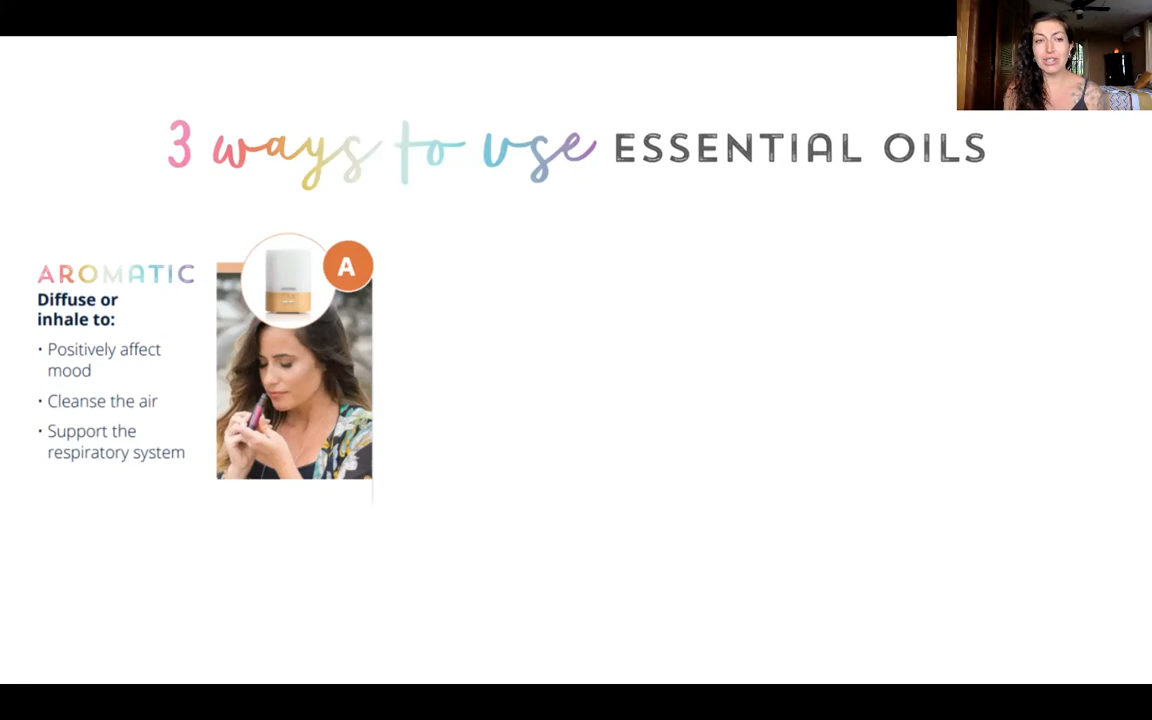 3 ways to use ESSENTIAL OILS
A
AROMATIC
Diffuse or
inhale to:
• Positively affect
mood
• Cleanse the air
• Support the
respiratory system